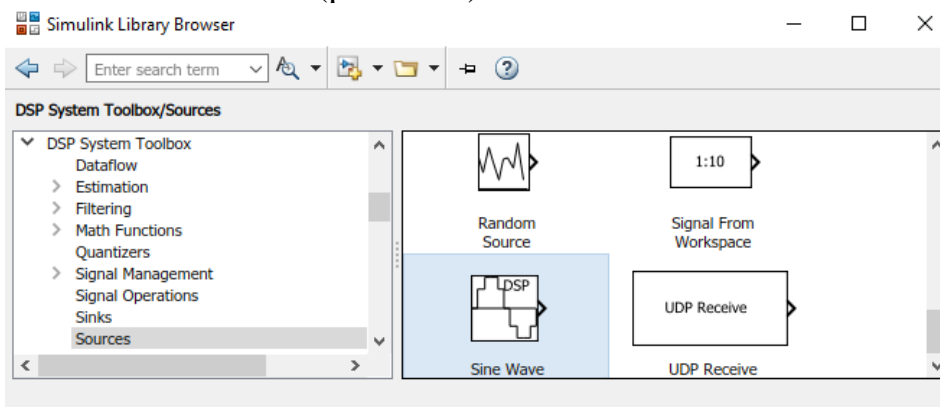 Simulink Library Browser
Enter search term
DSP System Toolbox/Sources
DSP System Toolbox
Dataflow
Estimation
Filtering
Math Functions
Quantizers
Signal Management
Signal Operations
Sinks
Sources
1:10
Random
Source
Signal From
Workspace
DSP
UDP Receive
Sine Wave
UDP Receive